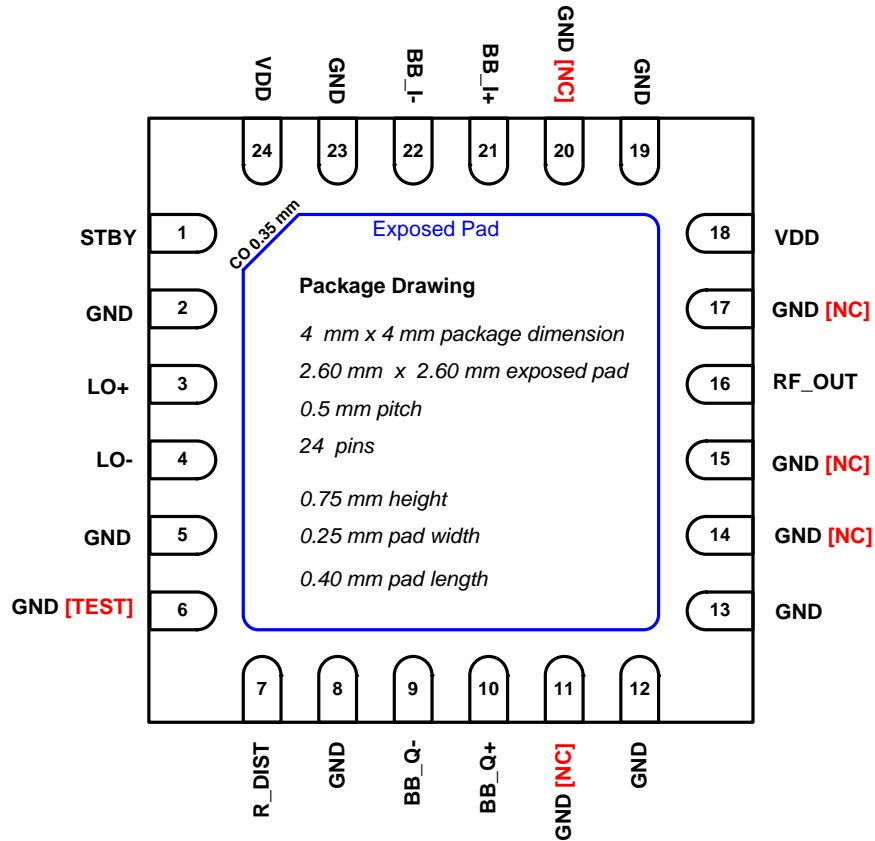 VDD
GND
BB_I-
BB_I+
GND [NC]
GND
24
23
22
21
20
19
STBY 1
GND 2
LO+ 3
LO- 4
GND 5
GND [TEST] 6
CO 0.35 mm
Exposed Pad
Package Drawing
4 mm x 4 mm package dimension
2.60 mm x 2.60 mm exposed pad
0.5 mm pitch
24 pins
0.75 mm height
0.25 mm pad width
0.40 mm pad length
18 VDD
17 GND [NC]
16 RF_OUT
15 GND [NC]
14 GND [NC]
13 GND
7
8
9
10
11
12
R_DIST
GND
BB_Q-
BB_Q+
GND [NC]
GND